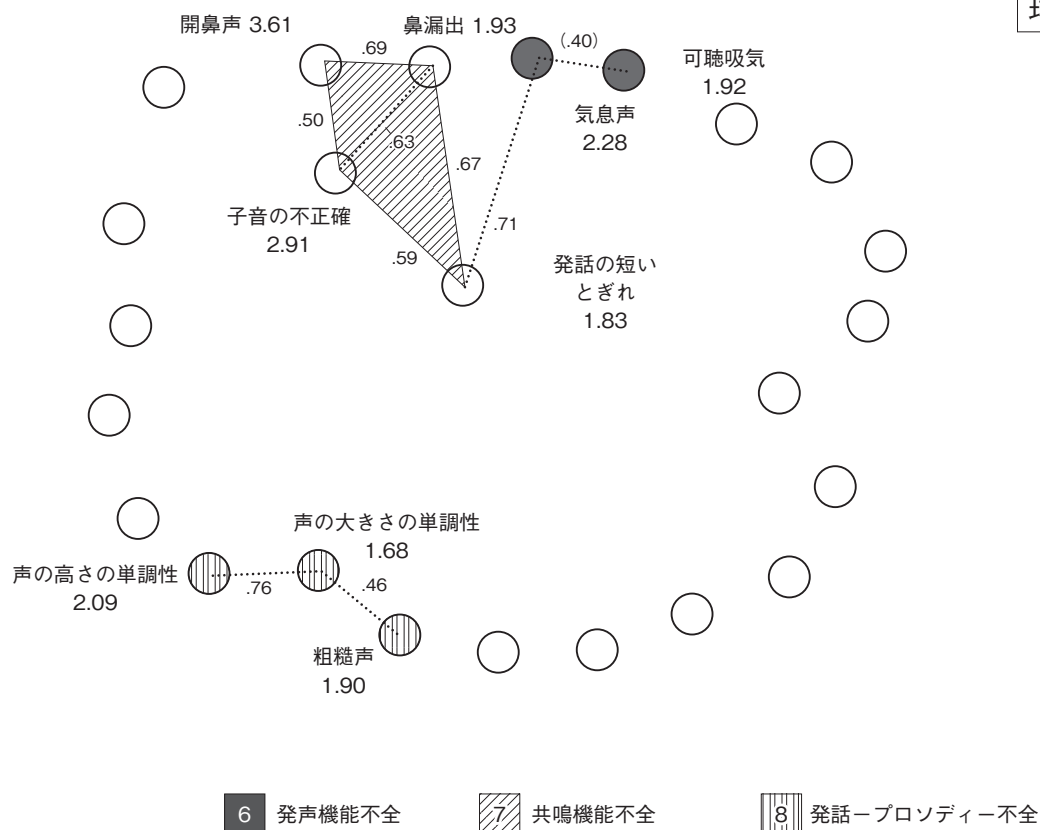 開鼻声 3.61
鼻漏出 1.93
.69
(.40)
可聴吸気
1.92
気息声
2.28
.50
.63
.67
子音の不正確
2.91
.71
.59
発話の短い
とぎれ
1.83
声の大きさの単調性
1.68
声の高さの単調性
2.09
.76
.46
粗糙声
1.90
6 発声機能不全
7 共鳴機能不全
8 発話－プロソディー不全